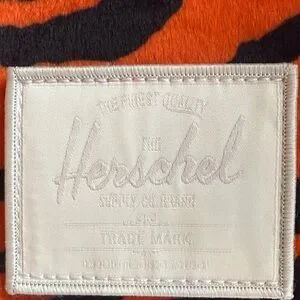 THE FINEST QUALITY
THE
Herschel
SUPPLY CO. BRAND
TRADE MARK